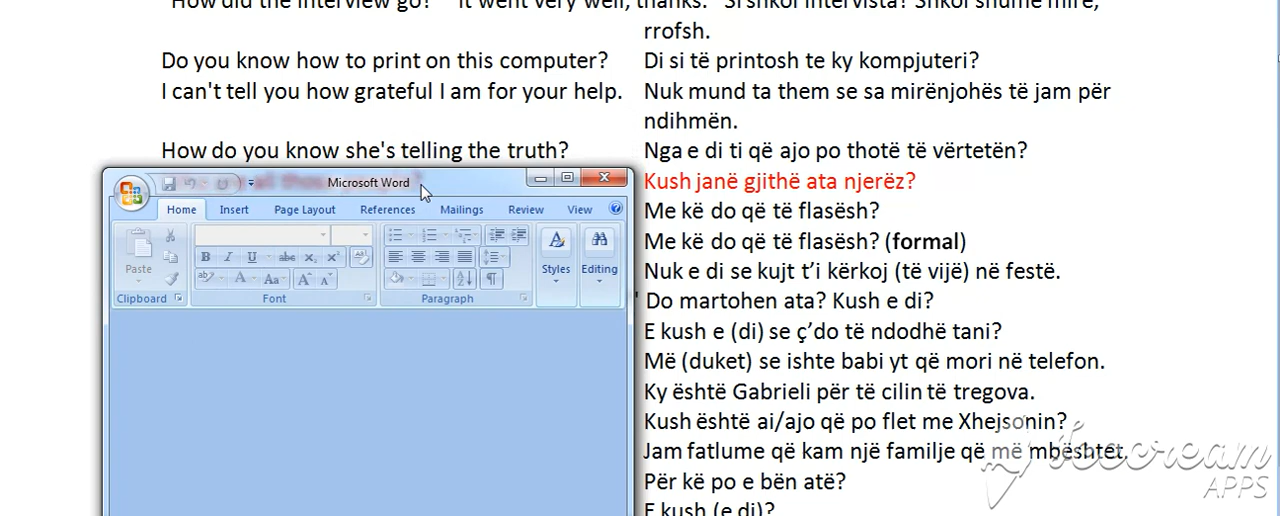 "How did the interview go?" "It went very well, thanks." Si shkoi intervista? Shkoi shumë mirë,
rrofsh.
Do you know how to print on this computer? Di si të printosh te ky kompjuteri?
I can't tell you how grateful I am for your help. Nuk mund ta them se sa mirënjohës të jam për
ndihmën.
How do you know she's telling the truth? Nga e di ti që ajo po thotë të vërtetën?
Microsoft Word
Kush janë gjithë ata njerëz?
Home Insert Page Layout References Mailings Review View
Me kë do që të flasësh?
Me kë do që të flasësh? (formal)
Paste Styles Editing
Nuk e di se kujt t'i kërkoj (të vijë) në festë.
Clipboard Font Paragraph
' Do martohen ata? Kush e di?
E kush e (di) se ç'do të ndodhë tani?
Më (duket) se ishte babi yt që mori në telefon.
Ky është Gabrieli për të cilin të tregova.
Kush është ai/ajo që po flet me Xhejsonin?
Jam fatlume që kam një familje që më mbështet.
Për kë po e bën atë?
E kush (e di)?
Icecream
APPS